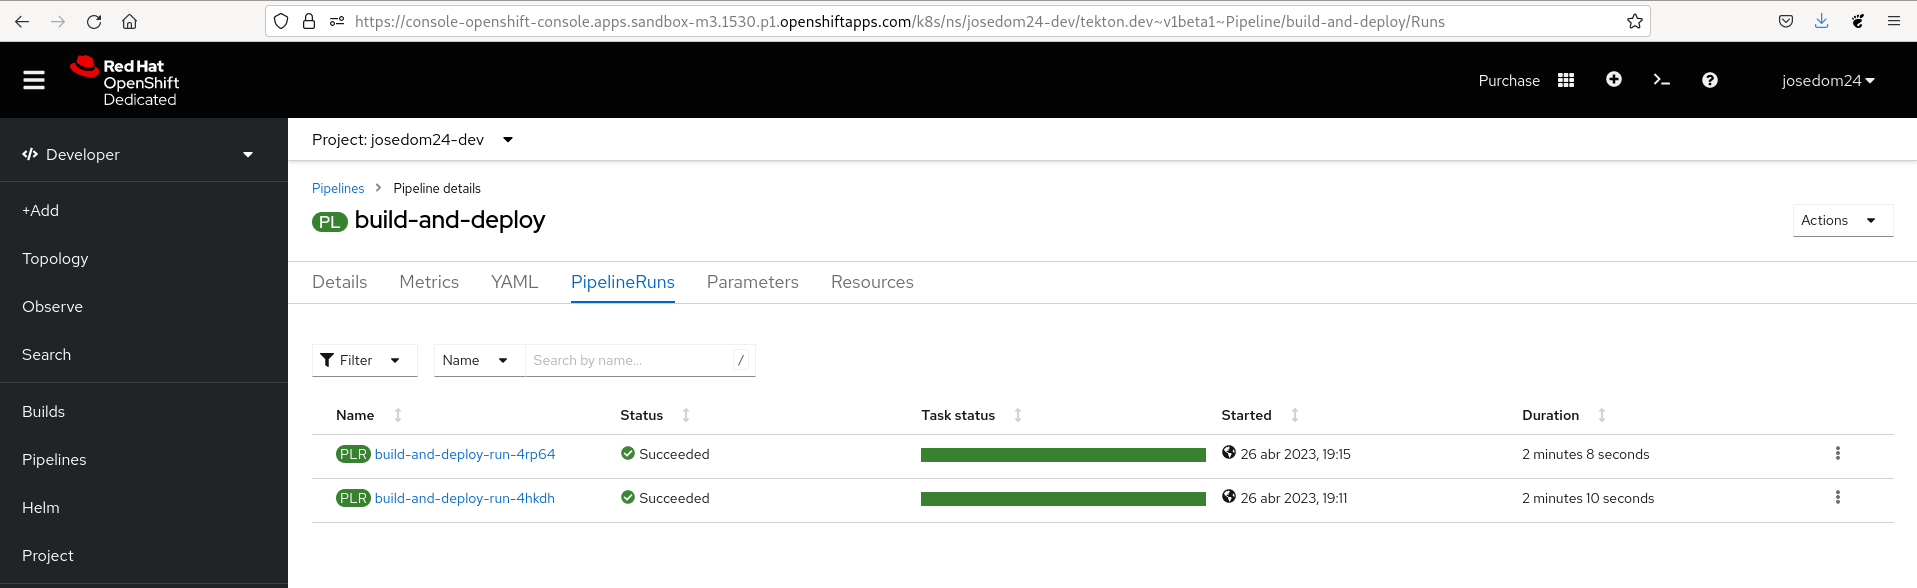 https://console-openshift-console.apps.sandbox-m3.1530.p1.openshiftapps.com/k8s/ns/josedom24-dev/tekton.dev~v1beta1~Pipeline/build-and-deploy/Runs
Red Hat
OpenShift
Dedicated
Purchase
josedom24
Developer
+Add
Topology
Observe
Search
Builds
Pipelines
Helm
Project
Project: josedom24-dev
Pipelines > Pipeline details
PL build-and-deploy
Actions
Details Metrics YAML PipelineRuns Parameters Resources
Filter Name Search by name... /
Name Status Task status Started Duration
PLR build-and-deploy-run-4rp64 Succeeded 26 abr 2023, 19:15 2 minutes 8 seconds
PLR build-and-deploy-run-4hkdh Succeeded 26 abr 2023, 19:11 2 minutes 10 seconds